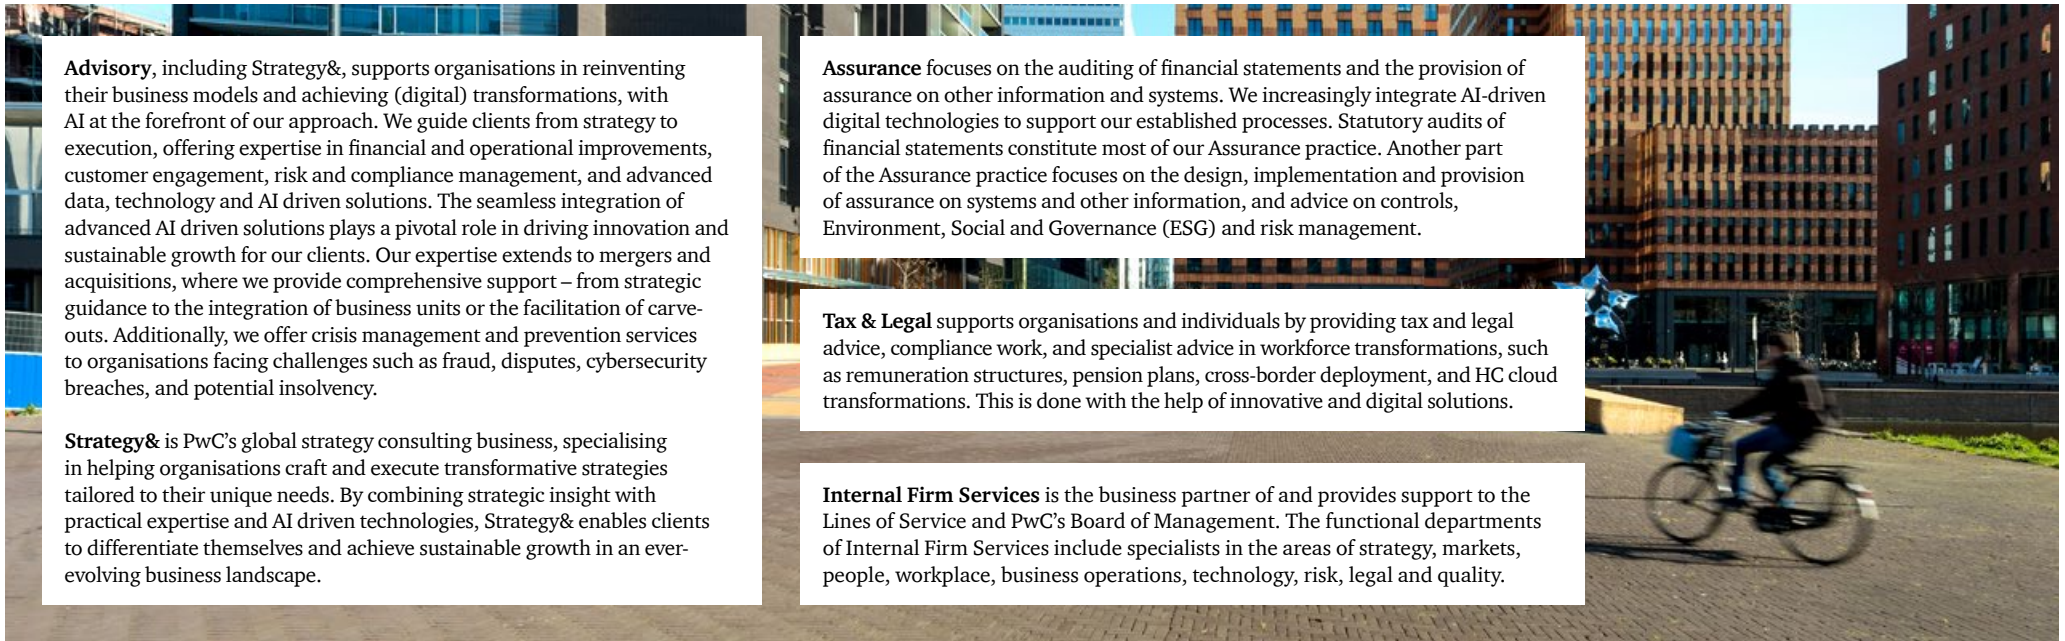 Advisory, including Strategy&, supports organisations in reinventing
their business models and achieving (digital) transformations, with
AI at the forefront of our approach. We guide clients from strategy to
execution, offering expertise in financial and operational improvements,
customer engagement, risk and compliance management, and advanced
data, technology and AI driven solutions. The seamless integration of
advanced AI driven solutions plays a pivotal role in driving innovation and
sustainable growth for our clients. Our expertise extends to mergers and
acquisitions, where we provide comprehensive support – from strategic
guidance to the integration of business units or the facilitation of carve-
outs. Additionally, we offer crisis management and prevention services
to organisations facing challenges such as fraud, disputes, cybersecurity
breaches, and potential insolvency.
Strategy& is PwC's global strategy consulting business, specialising
in helping organisations craft and execute transformative strategies
tailored to their unique needs. By combining strategic insight with
practical expertise and AI driven technologies, Strategy& enables clients
to differentiate themselves and achieve sustainable growth in an ever-
evolving business landscape.
Assurance focuses on the auditing of financial statements and the provision of
assurance on other information and systems. We increasingly integrate AI-driven
digital technologies to support our established processes. Statutory audits of
financial statements constitute most of our Assurance practice. Another part
of the Assurance practice focuses on the design, implementation and provision
of assurance on systems and other information, and advice on controls,
Environment, Social and Governance (ESG) and risk management.
Tax & Legal supports organisations and individuals by providing tax and legal
advice, compliance work, and specialist advice in workforce transformations, such
as remuneration structures, pension plans, cross-border deployment, and HC cloud
transformations. This is done with the help of innovative and digital solutions.
Internal Firm Services is the business partner of and provides support to the
Lines of Service and PwC's Board of Management. The functional departments
of Internal Firm Services include specialists in the areas of strategy, markets,
people, workplace, business operations, technology, risk, legal and quality.